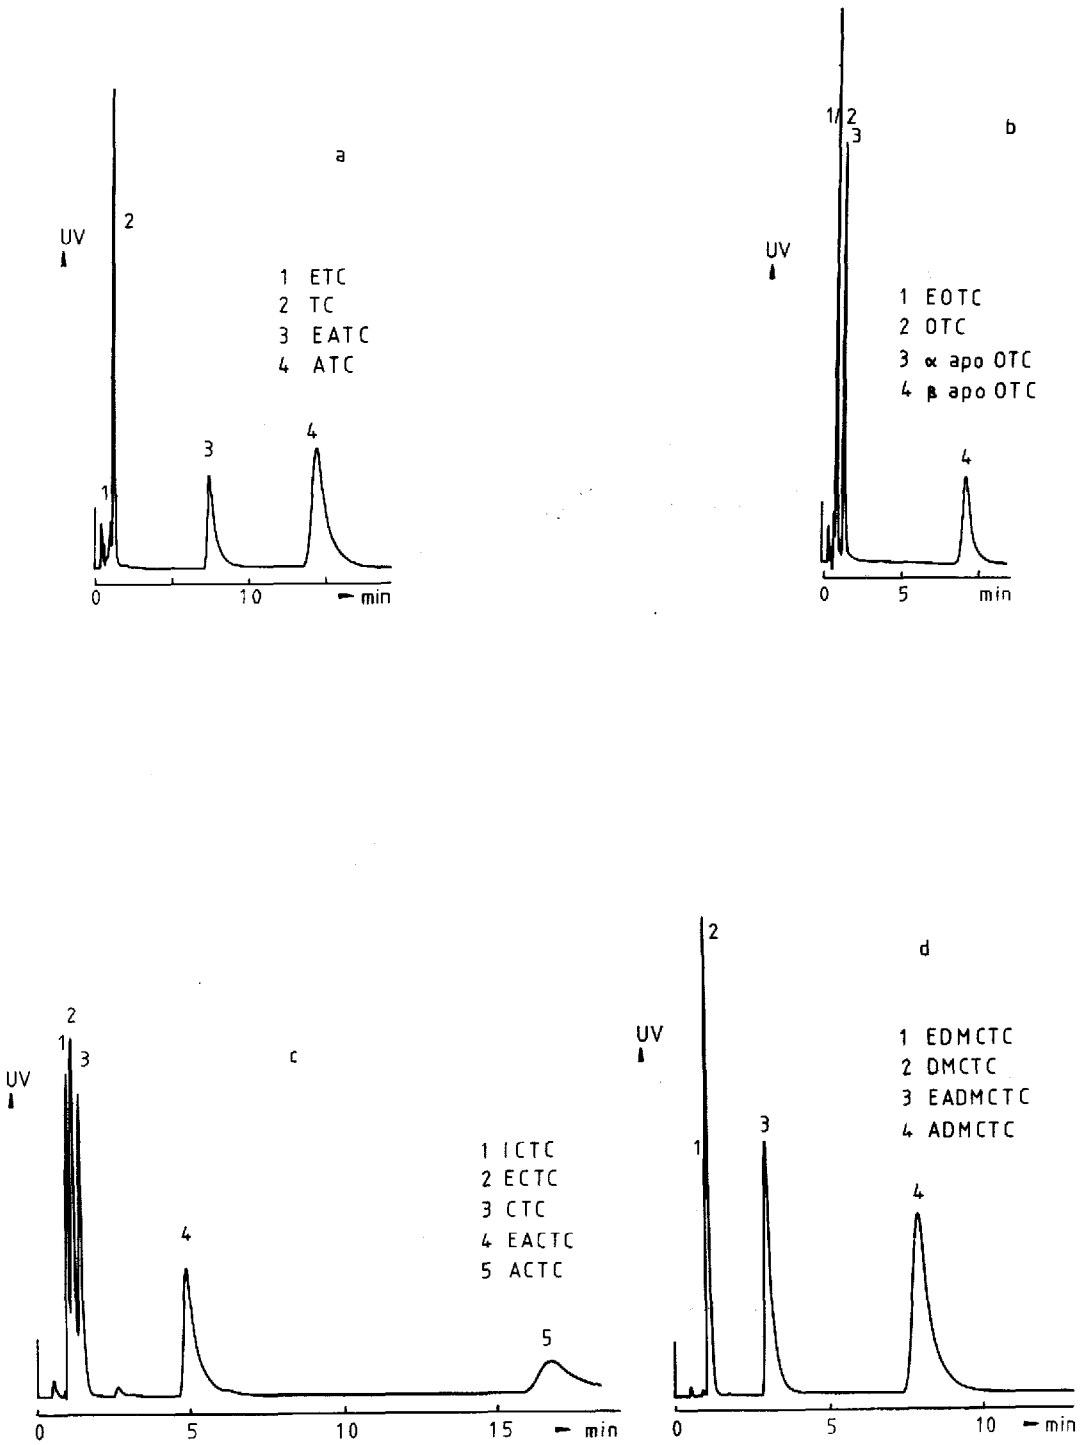 a
UV
2
1 ETC
2 TC
3 EATC
4 ATC
1
3
4
0 10 min
b
1/2
3
UV
1 EOTC
2 OTC
3 α apo OTC
4 β apo OTC
4
0 5 min
c
UV
1
2
3
4
5
1 ICTC
2 ECTC
3 CTC
4 EACTC
5 ACTC
0 5 10 15 min
d
UV
2
1
3
4
1 EDMCTC
2 DMCTC
3 EADMCTC
4 ADMCTC
0 5 10 min